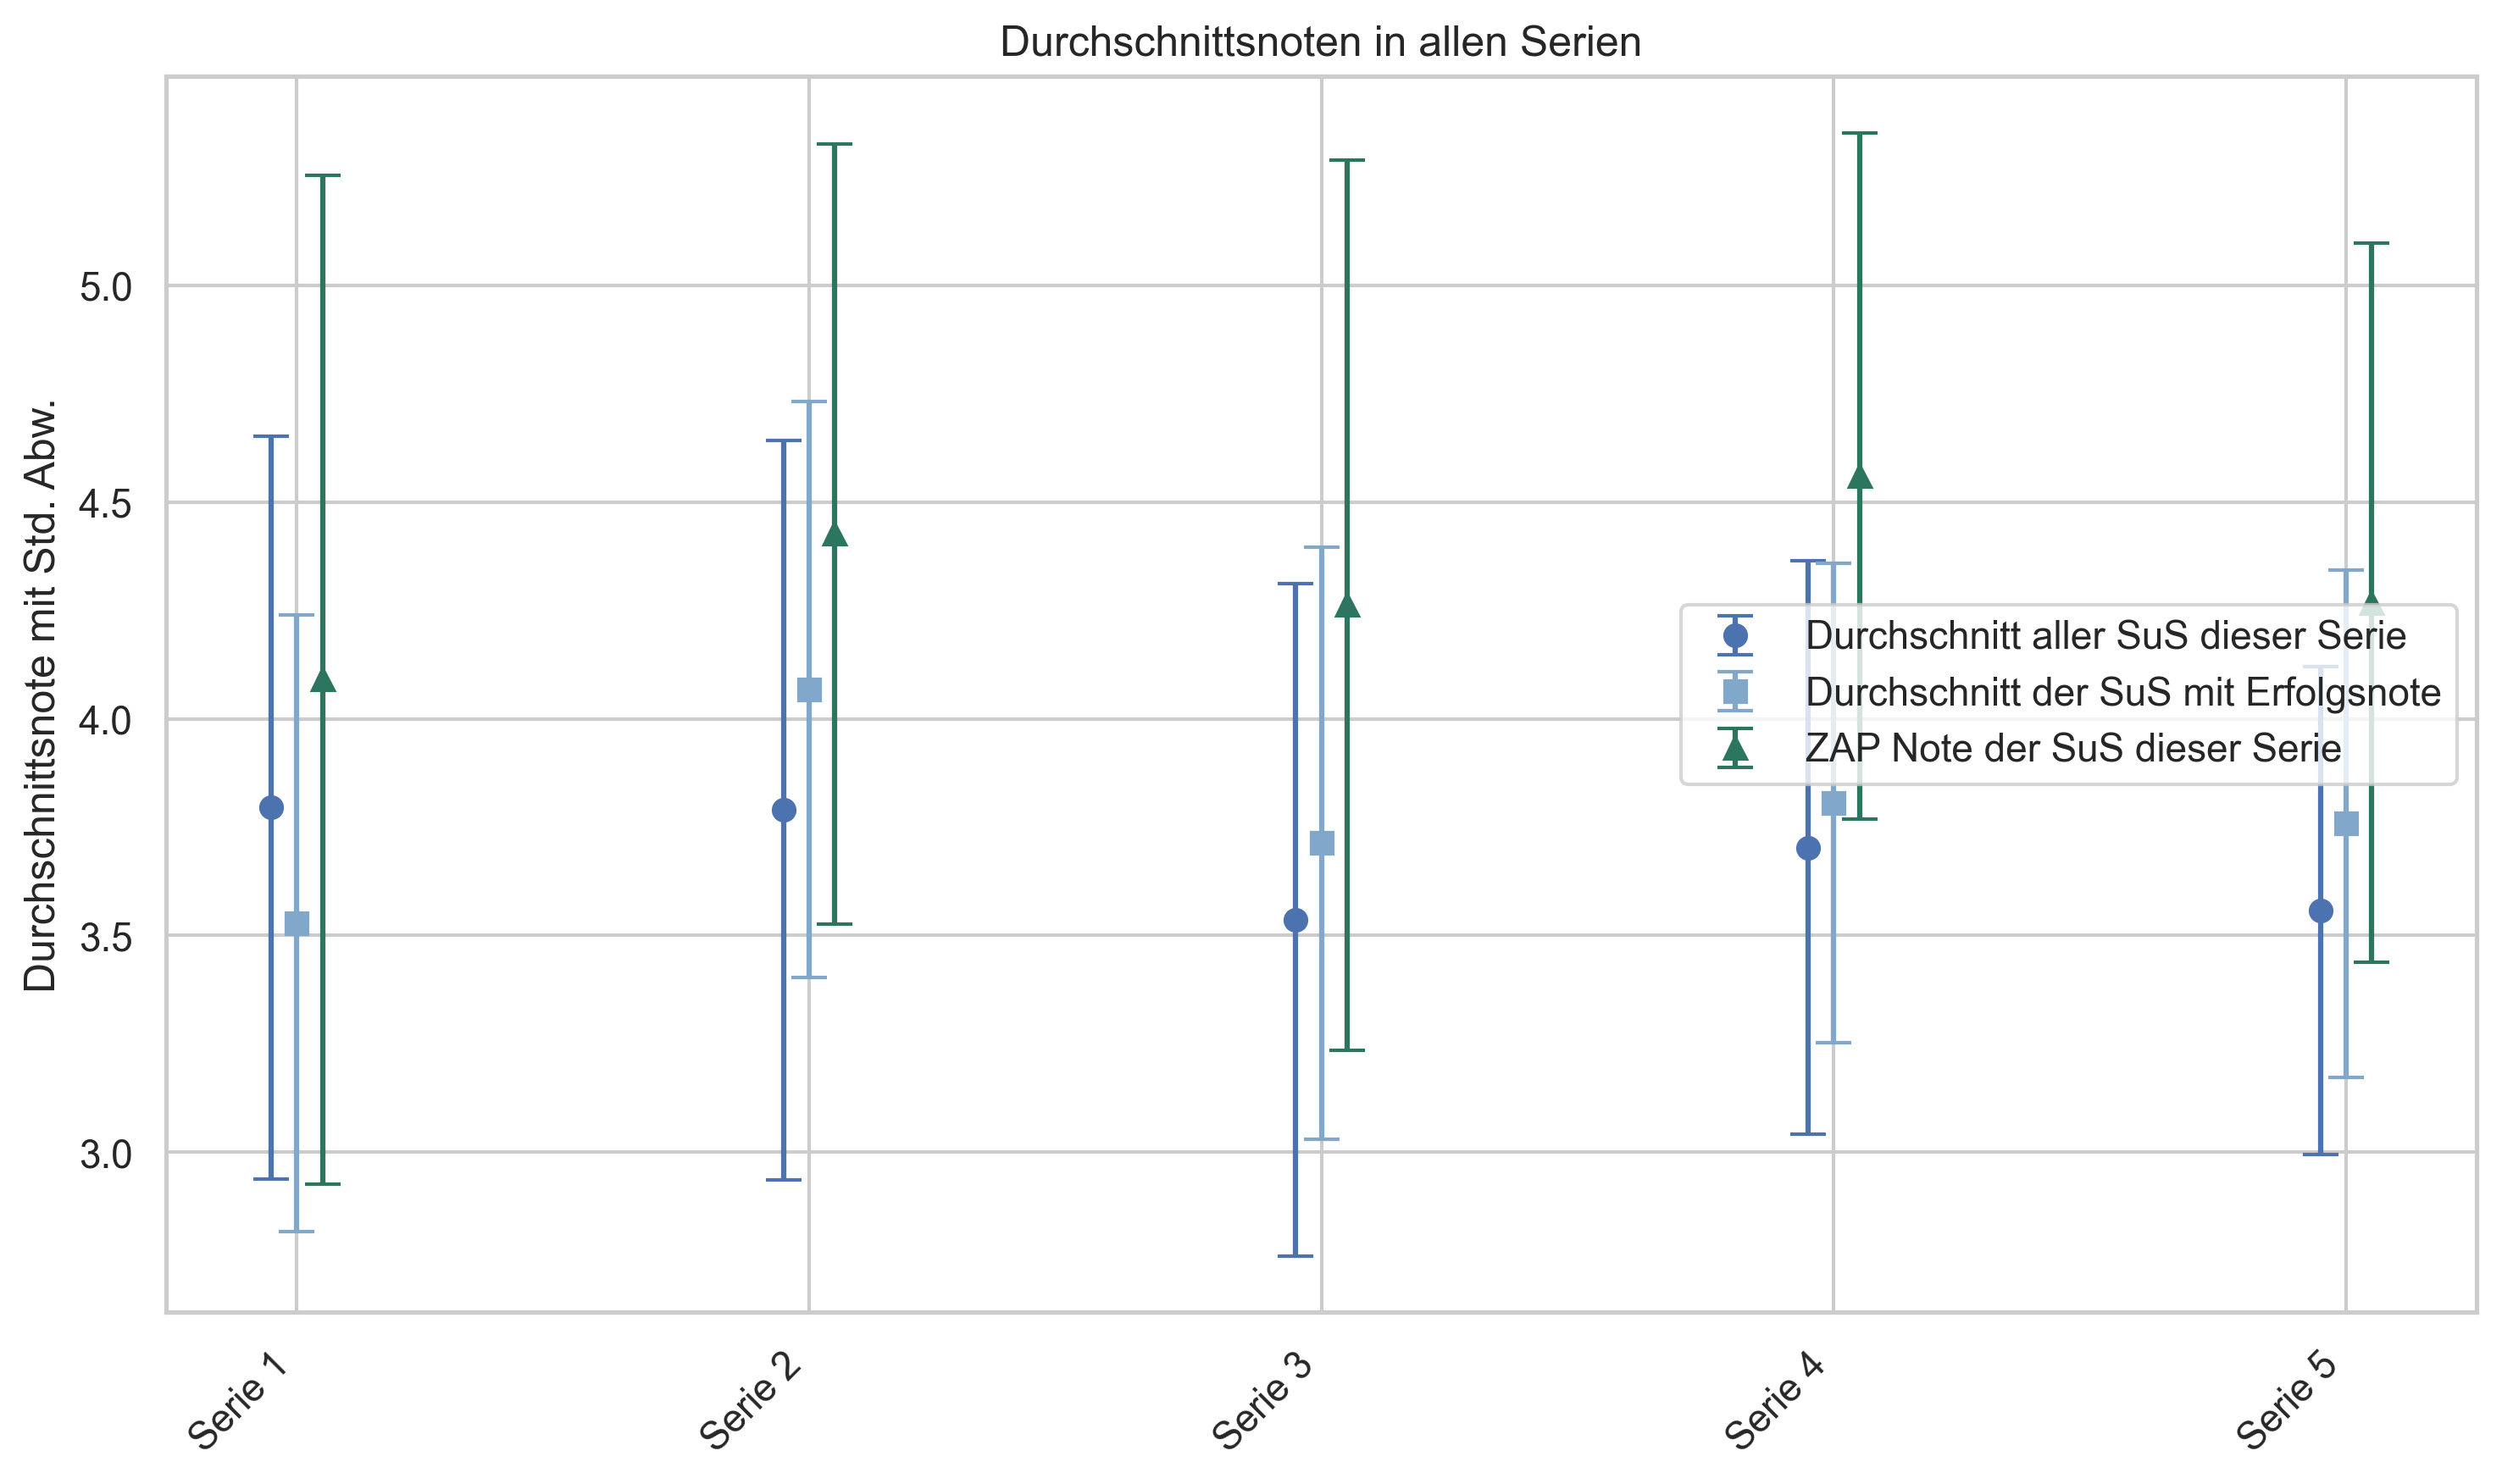 Durchschnittsnoten in allen Serien
Durchschnittsnote mit Std. Abw.
5.0
4.5
4.0
3.5
3.0
Durchschnitt aller SuS dieser Serie
Durchschnitt der SuS mit Erfolgsnote
ZAP Note der SuS dieser Serie
Serie 1
Serie 2
Serie 3
Serie 4
Serie 5